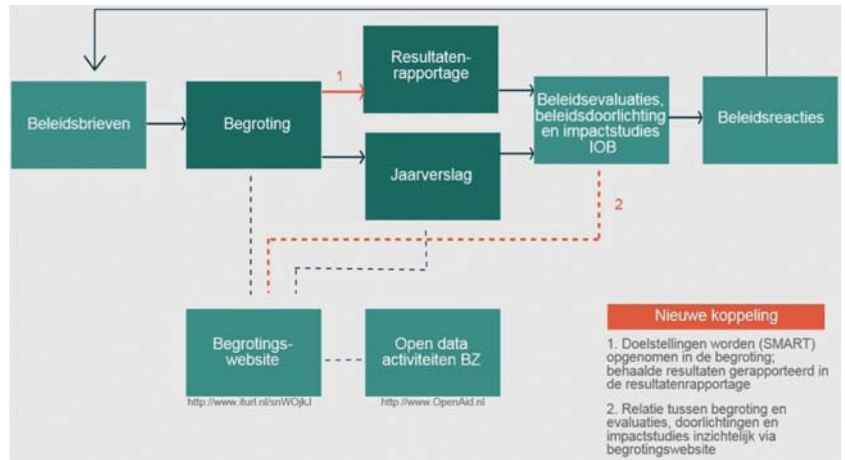 Resultaten-
rapportage
1
Beleidsbrieven
Begroting
Beleidsevaluaties,
beleidsdoorlichting
en impactstudies
IOB
Beleidsreacties
Jaarverslag
2
Begrotings-
website
Open data
activiteiten BZ
http://www.iturl.nl/snWOjkJ
http://www.OpenAid.nl
Nieuwe koppeling
1. Doelstellingen worden (SMART)
opgenomen in de begroting;
behaalde resultaten gerapporteerd in
de resultatenrapportage
2. Relatie tussen begroting en
evaluaties, doorlichtingen en
impactstudies inzichtelijk via
begrotingswebsite